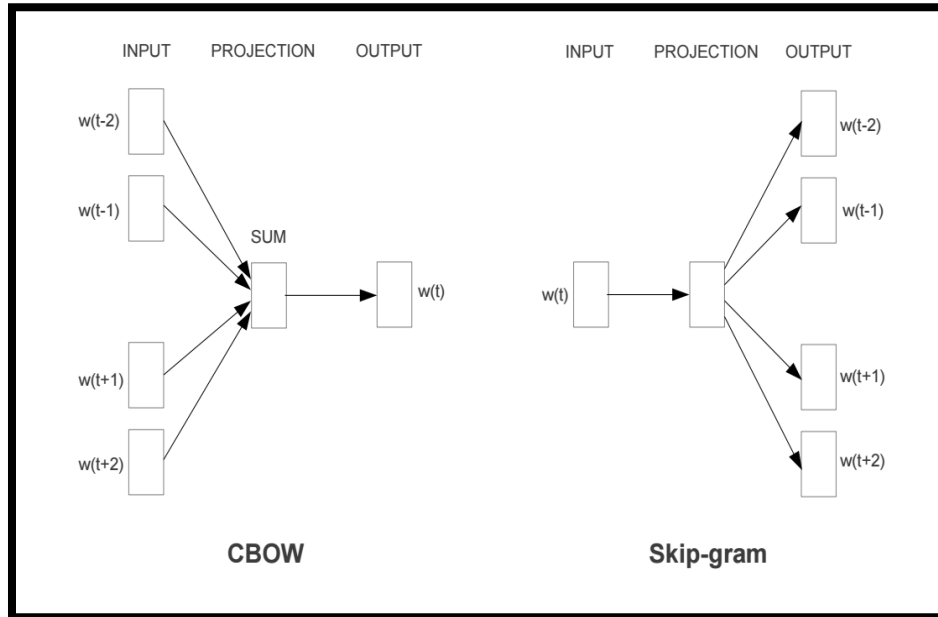 INPUT PROJECTION OUTPUT
w(t-2)
w(t-1)
SUM
w(t)
w(t+1)
w(t+2)
CBOW
INPUT PROJECTION OUTPUT
w(t-2)
w(t-1)
w(t)
w(t+1)
w(t+2)
Skip-gram